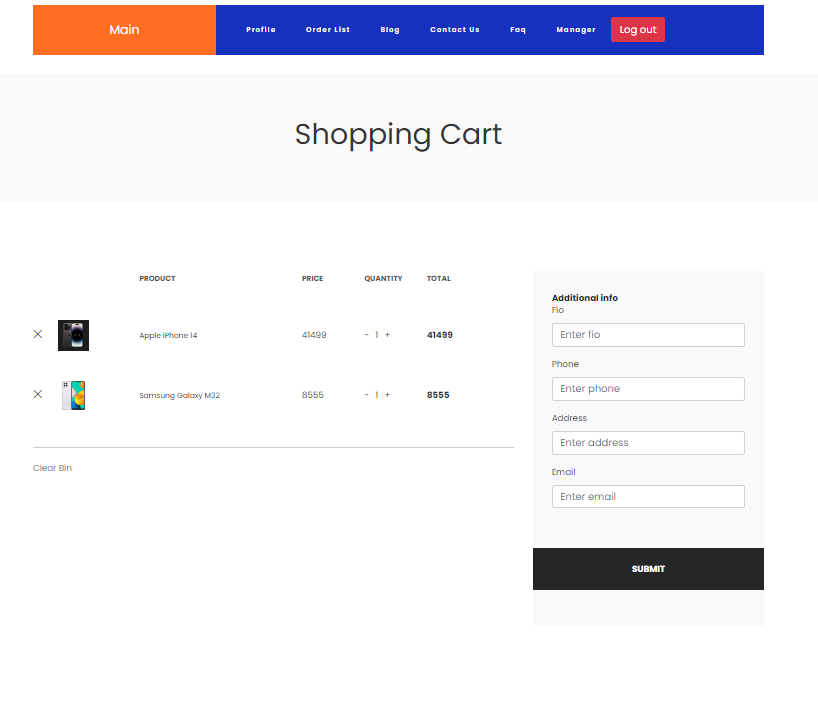 Main Profile Order List Blog Contact Us Faq Manager Log out
Shopping Cart
PRODUCT PRICE QUANTITY TOTAL
Apple iPhone 14 41499 - 1 + 41499
Samsung Galaxy M32 8555 - 1 + 8555
Clear Bin
Additional info
Fio
Enter fio
Phone
Enter phone
Address
Enter address
Email
Enter email
SUBMIT